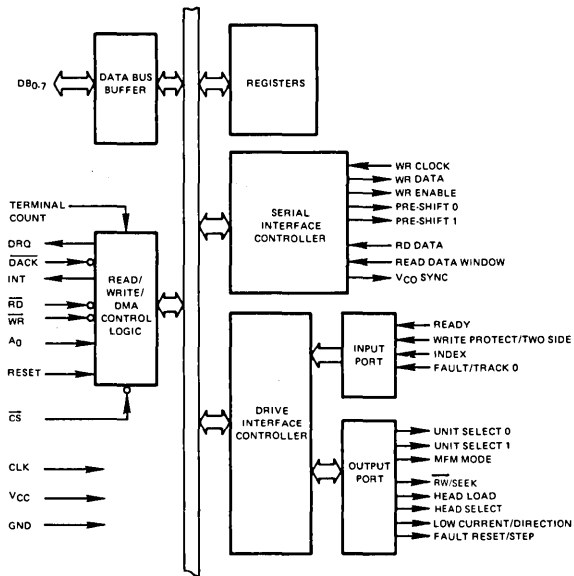 DB0-7
DATA BUS
BUFFER
REGISTERS
SERIAL
INTERFACE
CONTROLLER
WR CLOCK
WR DATA
WR ENABLE
PRE-SHIFT 0
PRE-SHIFT 1
RD DATA
READ DATA WINDOW
VCO SYNC
TERMINAL
COUNT
DRQ
DACK
INT
RD
WR
A0
RESET
CS
CLK
VCC
GND
READ/
WRITE/
DMA
CONTROL
LOGIC
DRIVE
INTERFACE
CONTROLLER
INPUT
PORT
READY
WRITE PROTECT/TWO SIDE
INDEX
FAULT/TRACK 0
OUTPUT
PORT
UNIT SELECT 0
UNIT SELECT 1
MFM MODE
RW/SEEK
HEAD LOAD
HEAD SELECT
LOW CURRENT/DIRECTION
FAULT RESET/STEP